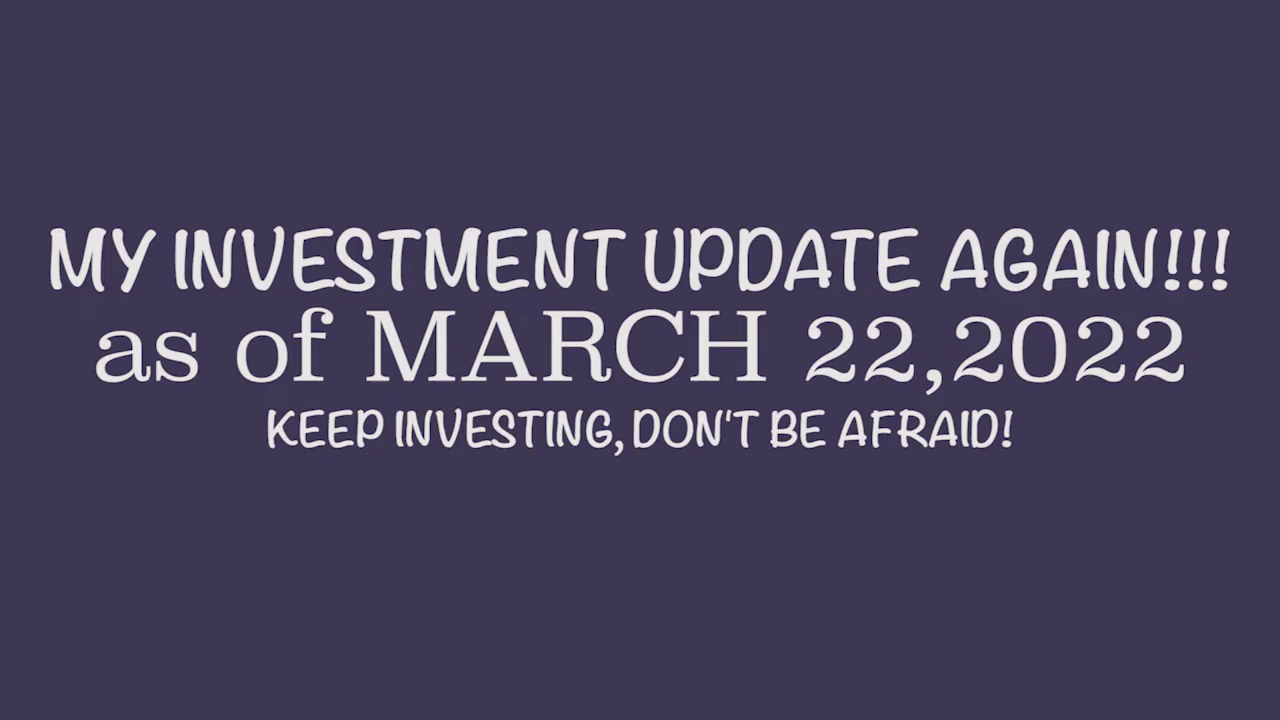 MY INVESTMENT UPDATE AGAIN!!!
as of MARCH 22,2022
KEEP INVESTING, DON'T BE AFRAID!